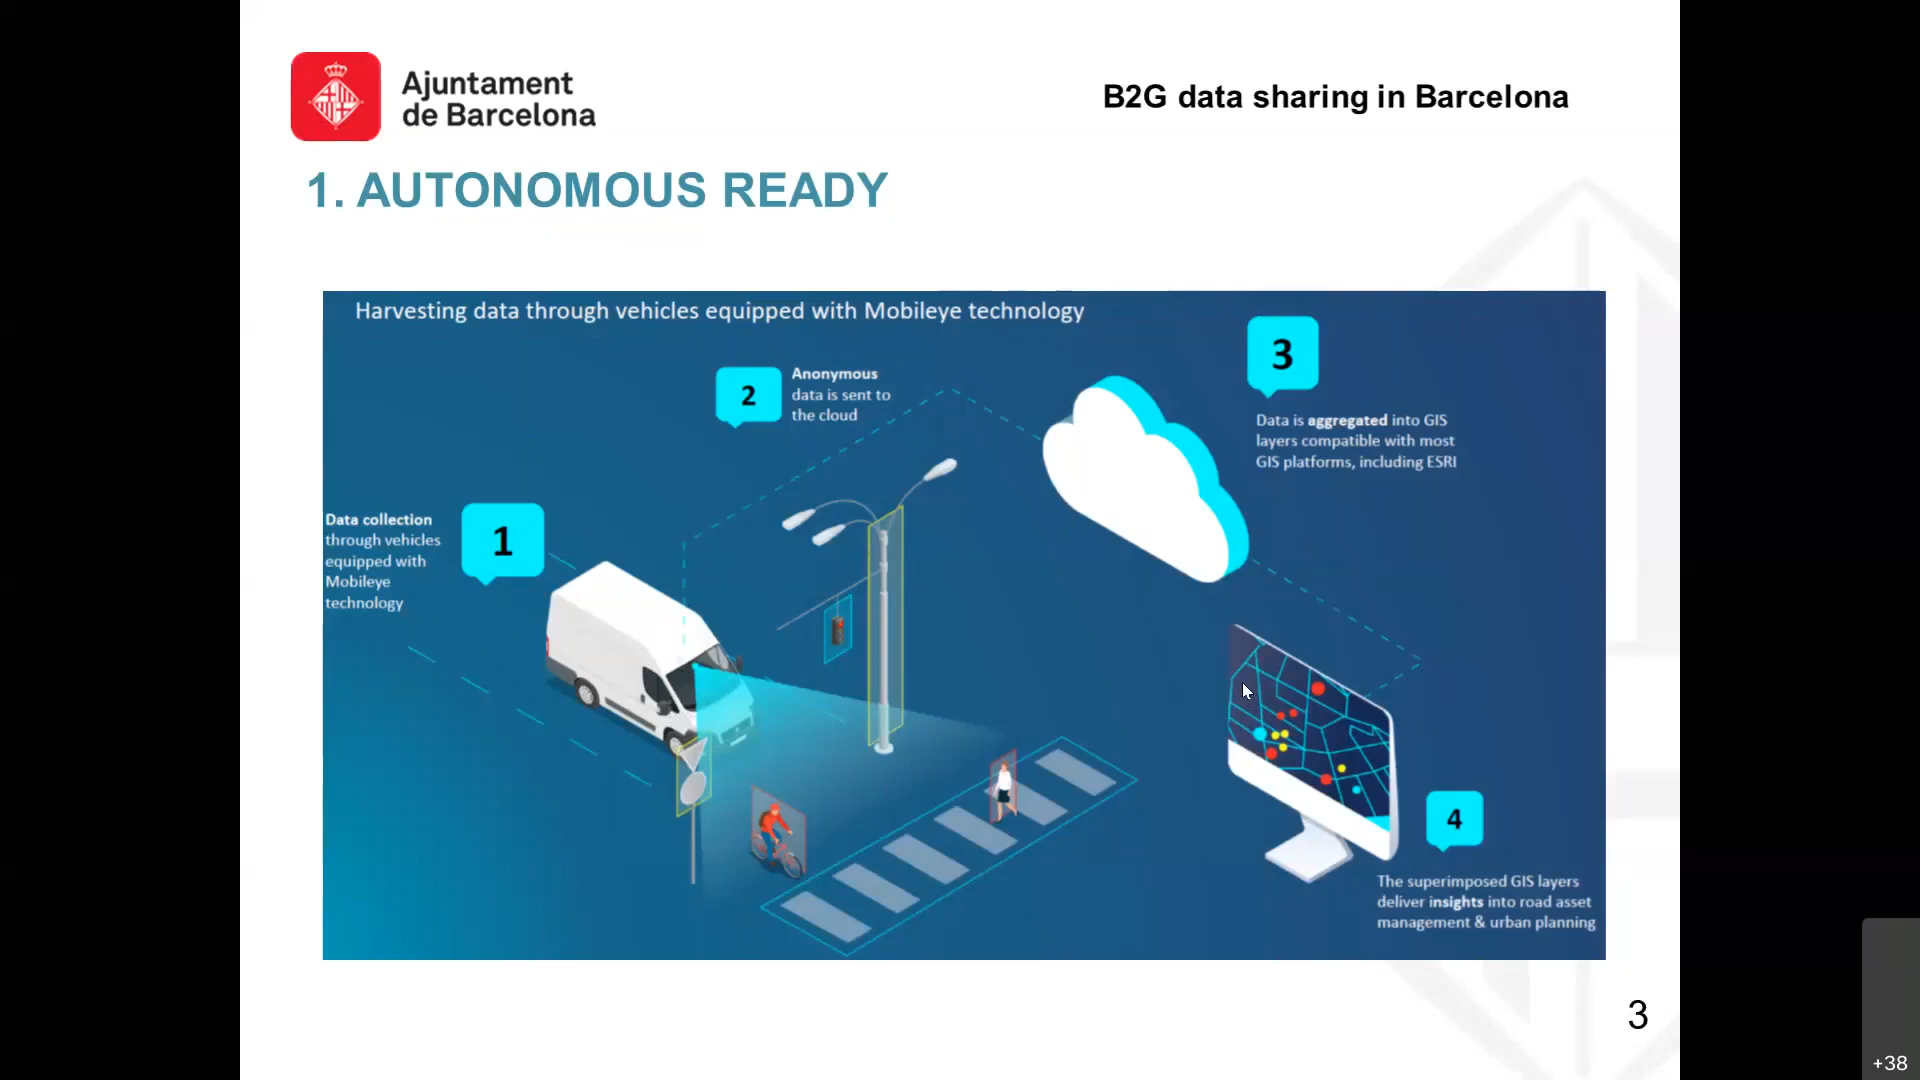 Ajuntament
de Barcelona
B2G data sharing in Barcelona
1. AUTONOMOUS READY
Harvesting data through vehicles equipped with Mobileye technology
1
Data collection
through vehicles
equipped with
Mobileye
technology
2
Anonymous
data is sent to
the cloud
3
Data is aggregated into GIS
layers compatible with most
GIS platforms, including ESRI
4
The superimposed GIS layers
deliver insights into road asset
management & urban planning
3
+38